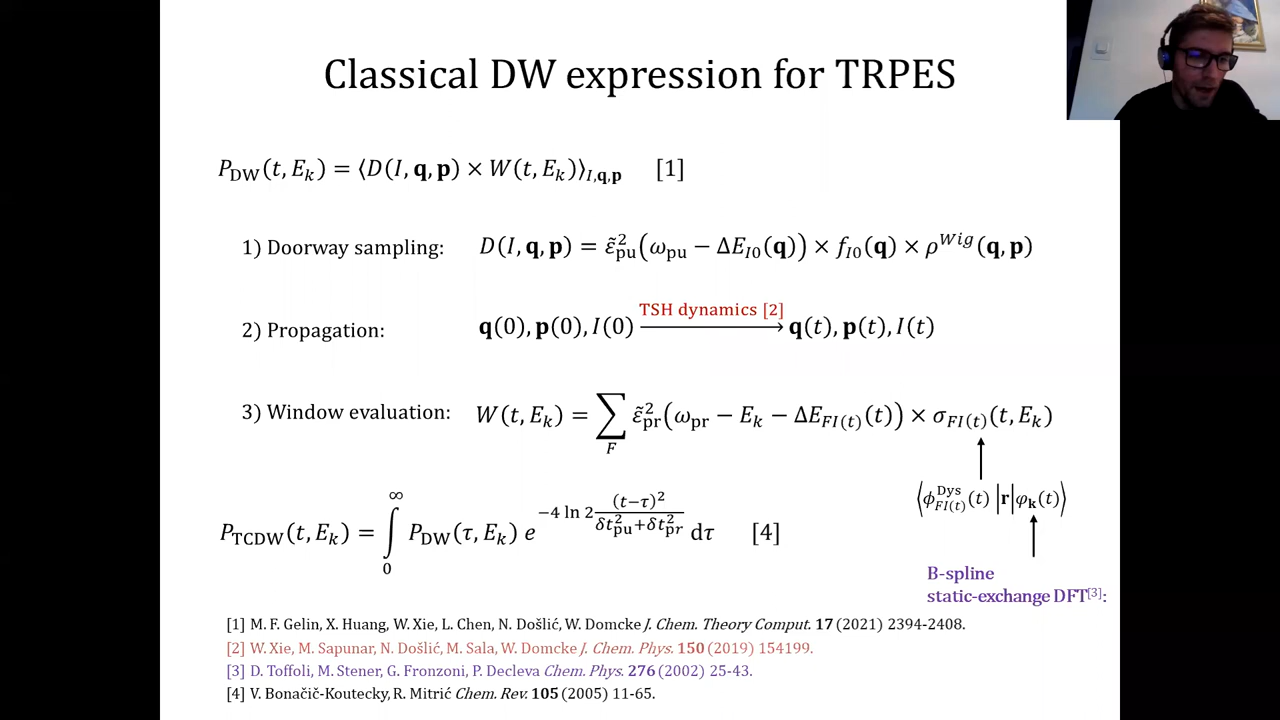 Classical DW expression for TRPES
P_DW(t, E_k) = ⟨D(I, q, p) × W(t, E_k)⟩_{I,q,p} [1]
1) Doorway sampling: D(I, q, p) = ε̃²_pu(ω_pu − ΔE_{I0}(q)) × f_{I0}(q) × ρ^{Wig}(q, p)
TSH dynamics [2]
2) Propagation: q(0), p(0), I(0) ⟶ q(t), p(t), I(t)
3) Window evaluation: W(t, E_k) = ∑_F ε̃²_pr(ω_pr − E_k − ΔE_{FI(t)}(t)) × σ_{FI(t)}(t, E_k)
⟨φ^{Dys}_{FI(t)}(t) |r| φ_k(t)⟩
P_TCDW(t, E_k) = ∫_0^∞ P_DW(τ, E_k) e^{−4 ln 2 (t−τ)²/(δt²_pu+δt²_pr)} dτ [4]
B-spline
static-exchange DFT[3]:
[1] M. F. Gelin, X. Huang, W. Xie, L. Chen, N. Došlić, W. Domcke J. Chem. Theory Comput. 17 (2021) 2394-2408.
[2] W. Xie, M. Sapunar, N. Došlić, M. Sala, W. Domcke J. Chem. Phys. 150 (2019) 154199.
[3] D. Toffoli, M. Stener, G. Fronzoni, P. Decleva Chem. Phys. 276 (2002) 25-43.
[4] V. Bonačič-Koutecky, R. Mitrić Chem. Rev. 105 (2005) 11-65.